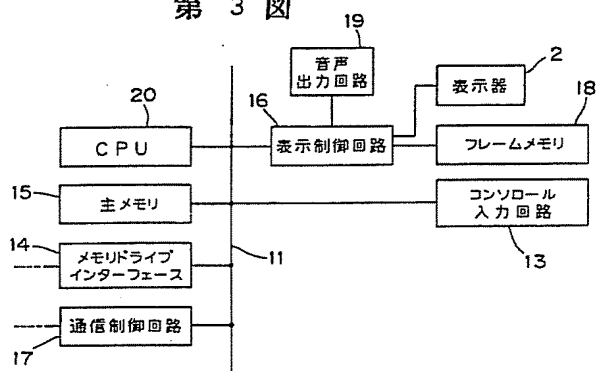 第 3 図
19
音声
出力回路
2
表示器
16
表示制御回路
18
フレームメモリ
20
CPU
15
主メモリ
コンソロール
入力回路
13
14
メモリドライブ
インターフェース
11
通信制御回路
17